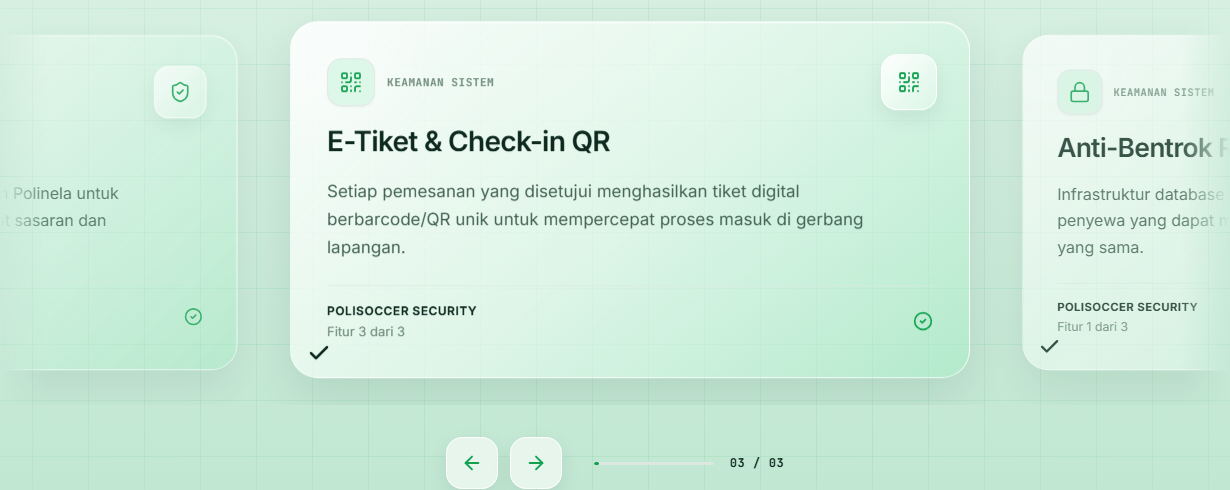 Polinela untuk
sasaran dan
KEAMANAN SISTEM
E-Tiket & Check-in QR
Setiap pemesanan yang disetujui menghasilkan tiket digital
berbarcode/QR unik untuk mempercepat proses masuk di gerbang
lapangan.
POLISOCCER SECURITY
Fitur 3 dari 3
KEAMANAN SISTEM
Anti-Bentrok
Infrastruktur database
penyewa yang dapat
yang sama.
POLISOCCER SECURITY
Fitur 1 dari 3
03 / 03